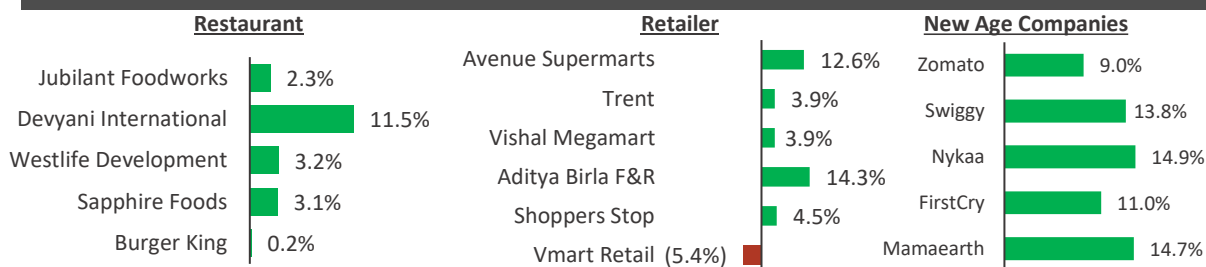 Restaurant
Jubilant Foodworks 2.3%
Devyani International 11.5%
Westlife Development 3.2%
Sapphire Foods 3.1%
Burger King 0.2%
Retailer
Avenue Supermarts 12.6%
Trent 3.9%
Vishal Megamart 3.9%
Aditya Birla F&R 14.3%
Shoppers Stop 4.5%
Vmart Retail (5.4%)
New Age Companies
Zomato 9.0%
Swiggy 13.8%
Nykaa 14.9%
FirstCry 11.0%
Mamaearth 14.7%